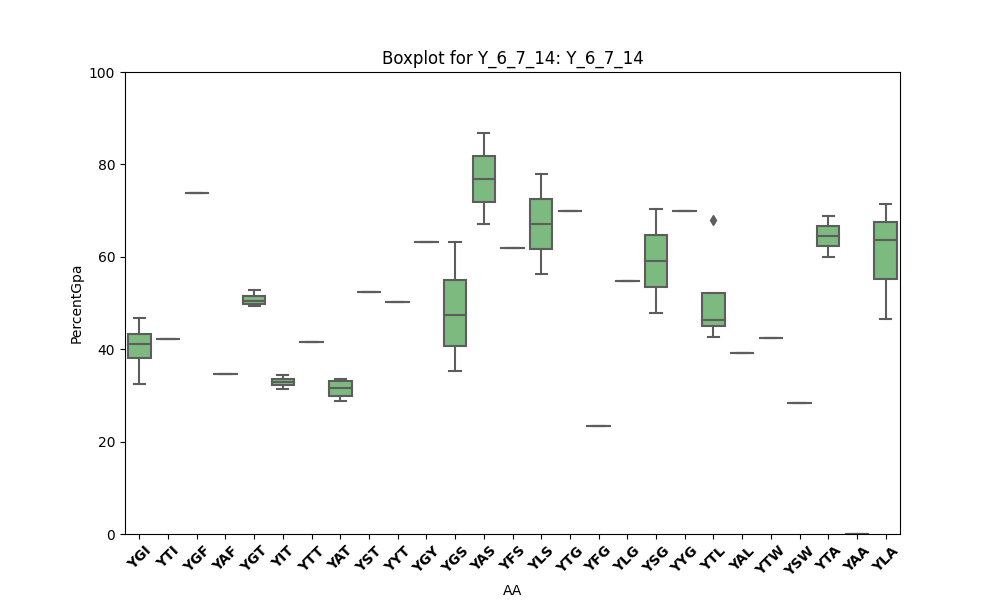 Boxplot for Y_6_7_14: Y_6_7_14
100
80
60
40
20
0
PercentGpa
YGI YTI YGF YAF YGT YIT YTT YAT YST YYT YGY YGS YAS YFS YLS YTG YFG YLG YSG YYG YTL YAL YTW YSW YTA YAA YLA
AA